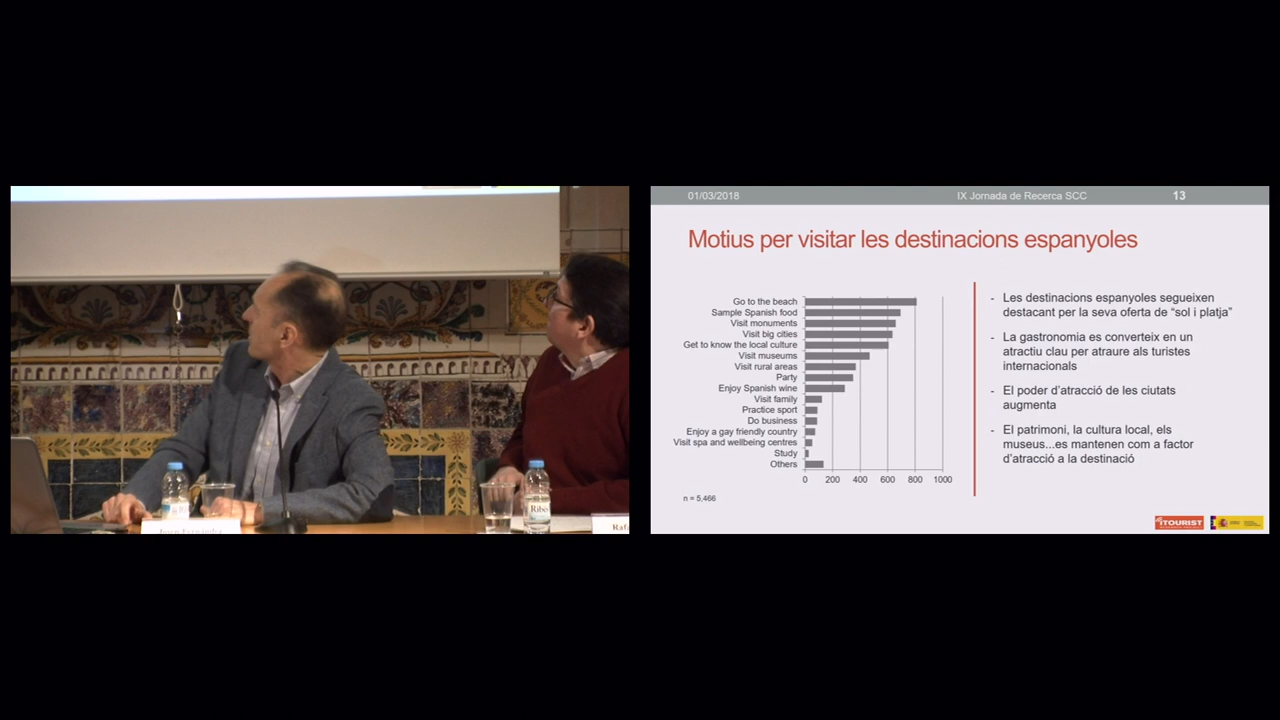 01/03/2018
IX Jornada de Recerca SCC
13
Motius per visitar les destinacions espanyoles
Go to the beach
Sample Spanish food
Visit monuments
Visit big cities
Get to know the local culture
Visit museums
Visit rural areas
Party
Enjoy Spanish wine
Visit family
Practice sport
Do business
Enjoy a gay friendly country
Visit spa and wellbeing centres
Study
Others
0 200 400 600 800 1000
n = 5,466
- Les destinacions espanyoles segueixen
destacant per la seva oferta de “sol i platja”
- La gastronomia es converteix en un
atractiu clau per atraure als turistes
internacionals
- El poder d’atracció de les ciutats
augmenta
- El patrimoni, la cultura local, els
museus...es mantenen com a factor
d’atracció a la destinació
iTOURIST
Ribe
Rafa